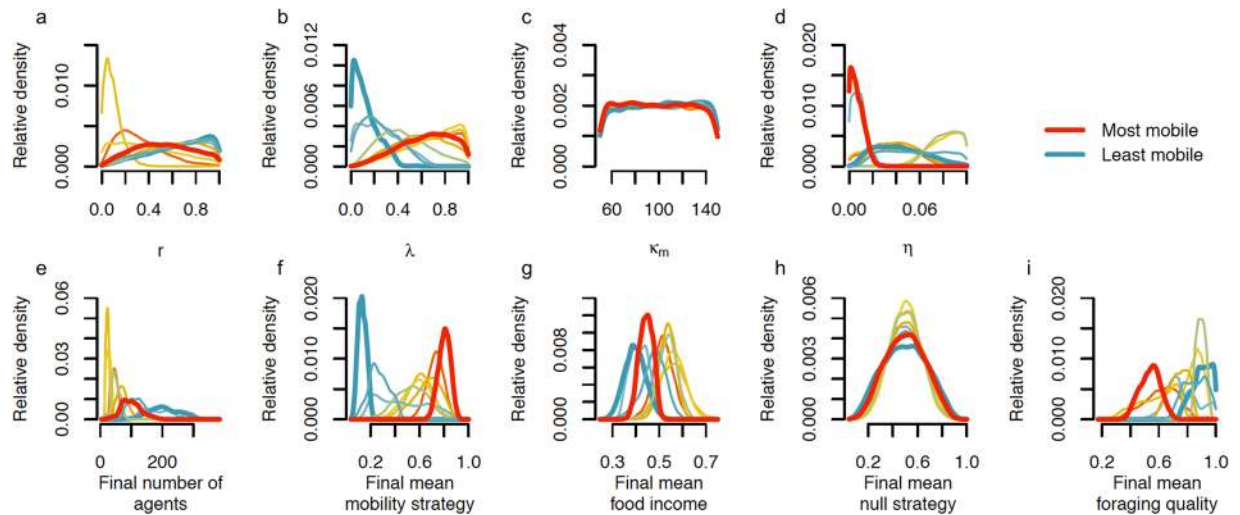 a
Relative density
0.000
0.010
0.0
0.4
0.8
r
b
Relative density
0.000
0.003
0.006
0.009
0.012
0.0
0.4
0.8
λ
c
Relative density
0.000
0.002
0.004
60
100
140
κm
d
Relative density
0.000
0.010
0.020
0.00
0.06
η
Most mobile
Least mobile
e
Relative density
0.00
0.03
0.06
0
200
Final number of
agents
f
Relative density
0.000
0.010
0.020
0.2
0.6
1.0
Final mean
mobility strategy
g
Relative density
0.000
0.008
0.3
0.5
0.7
Final mean
food income
h
Relative density
0.000
0.003
0.006
0.2
0.6
1.0
Final mean
null strategy
i
Relative density
0.000
0.010
0.020
0.2
0.6
1.0
Final mean
foraging quality